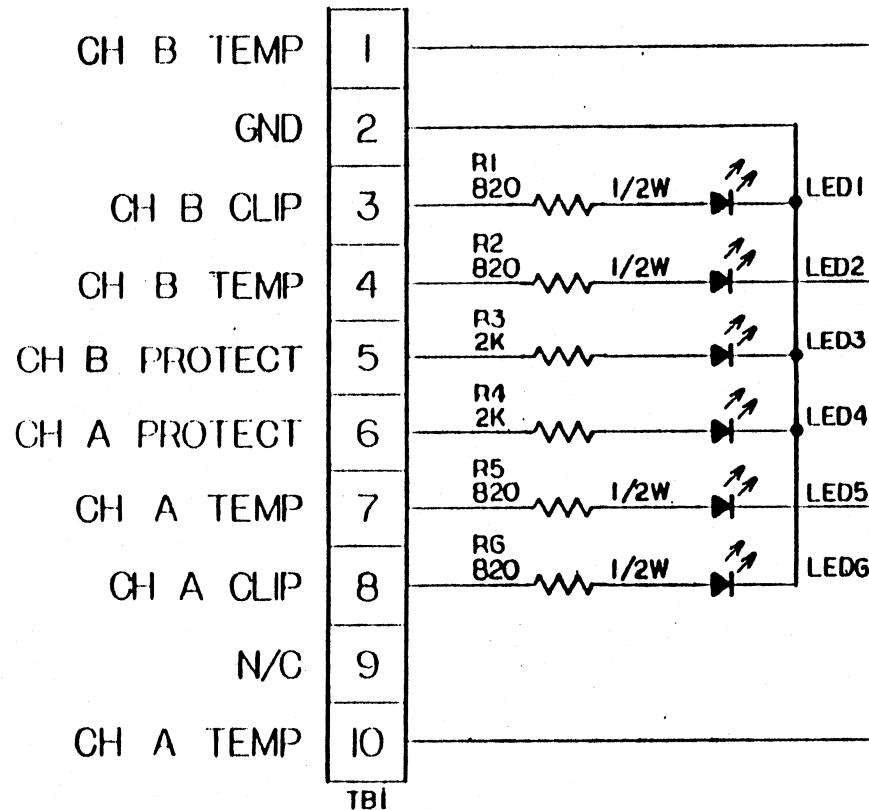 CH B TEMP 1
GND 2
R1
CH B CLIP 3 820 1/2W LED1
R2
CH B TEMP 4 820 1/2W LED2
R3
CH B PROTECT 5 2K LED3
R4
CH A PROTECT 6 2K LED4
R5
CH A TEMP 7 820 1/2W LED5
R6
CH A CLIP 8 820 1/2W LED6
N/C 9
CH A TEMP 10
TB1